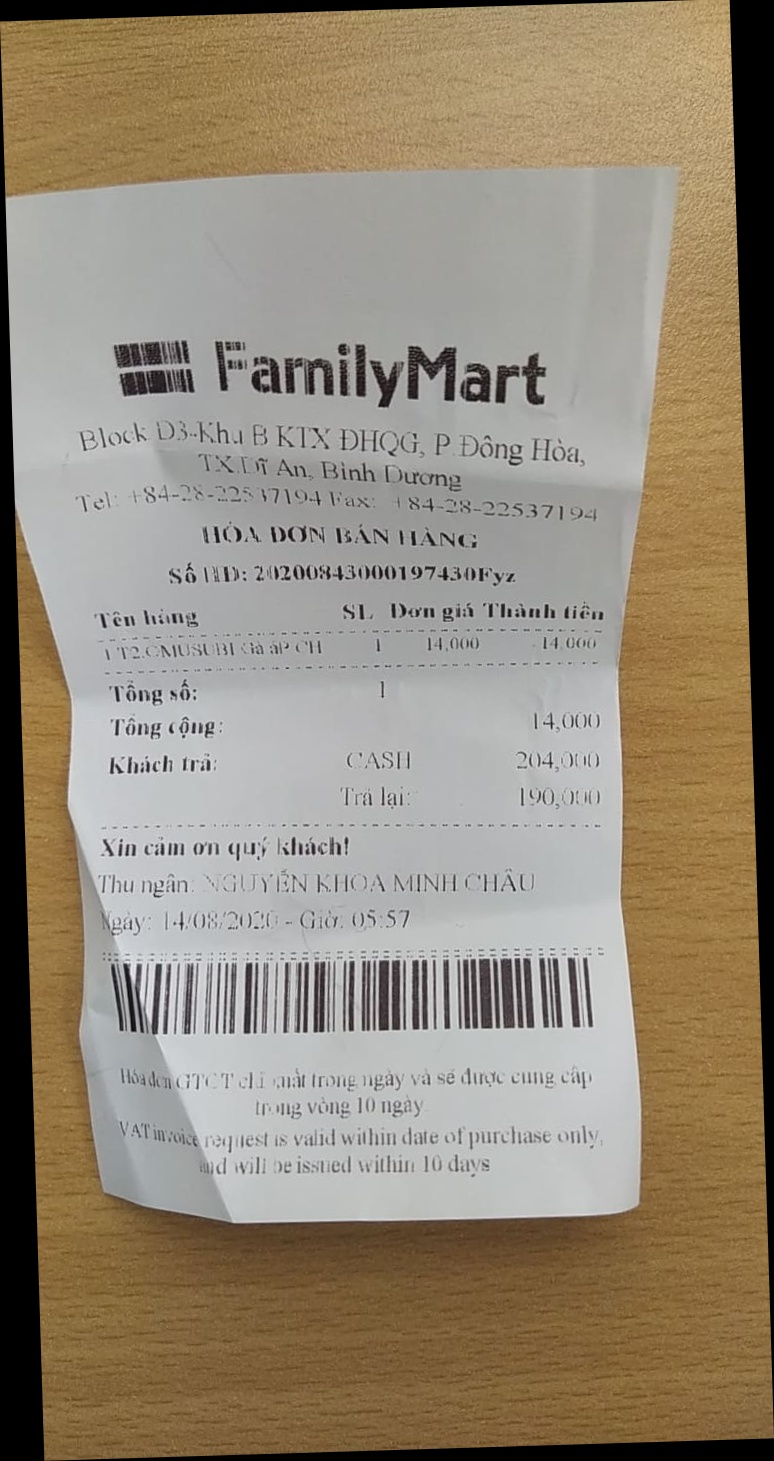 FamilyMart
Block D3-Khu B KTX ĐHQG, P.Đông Hòa,
TX.Dĩ An, Bình Dương
Tel: +84-28-22537194 Fax: +84-28-22537194
HÓA ĐƠN BÁN HÀNG
Số HD: 20200843000197430Fyz
Tên hàng SL Đơn giá Thành tiền
1 T2.OMUSUBI Gà áP CH 1 14,000 14,000
Tổng số: 1
Tổng cộng: 14,000
Khách trả: CASH 204,000
Trả lại: 190,000
Xin cảm ơn quý khách!
Thu ngân: NGUYỄN KHOA MINH CHÂU
Ngày: 14/08/2020 - Giờ: 05:57
Hóa đơn GTGT chỉ xuất trong ngày và sẽ được cung cấp
trong vòng 10 ngày
VAT invoice request is valid within date of purchase only,
and will be issued within 10 days